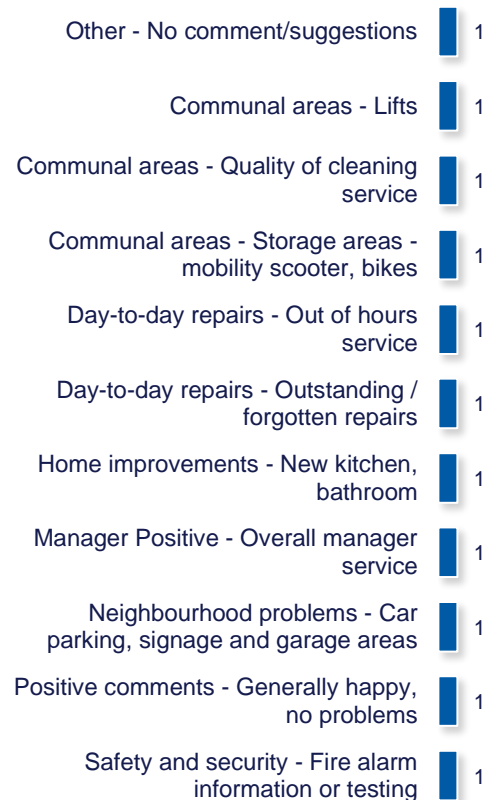 Other - No comment/suggestions 1
Communal areas - Lifts 1
Communal areas - Quality of cleaning
service 1
Communal areas - Storage areas -
mobility scooter, bikes 1
Day-to-day repairs - Out of hours
service 1
Day-to-day repairs - Outstanding /
forgotten repairs 1
Home improvements - New kitchen,
bathroom 1
Manager Positive - Overall manager
service 1
Neighbourhood problems - Car
parking, signage and garage areas 1
Positive comments - Generally happy,
no problems 1
Safety and security - Fire alarm
information or testing 1